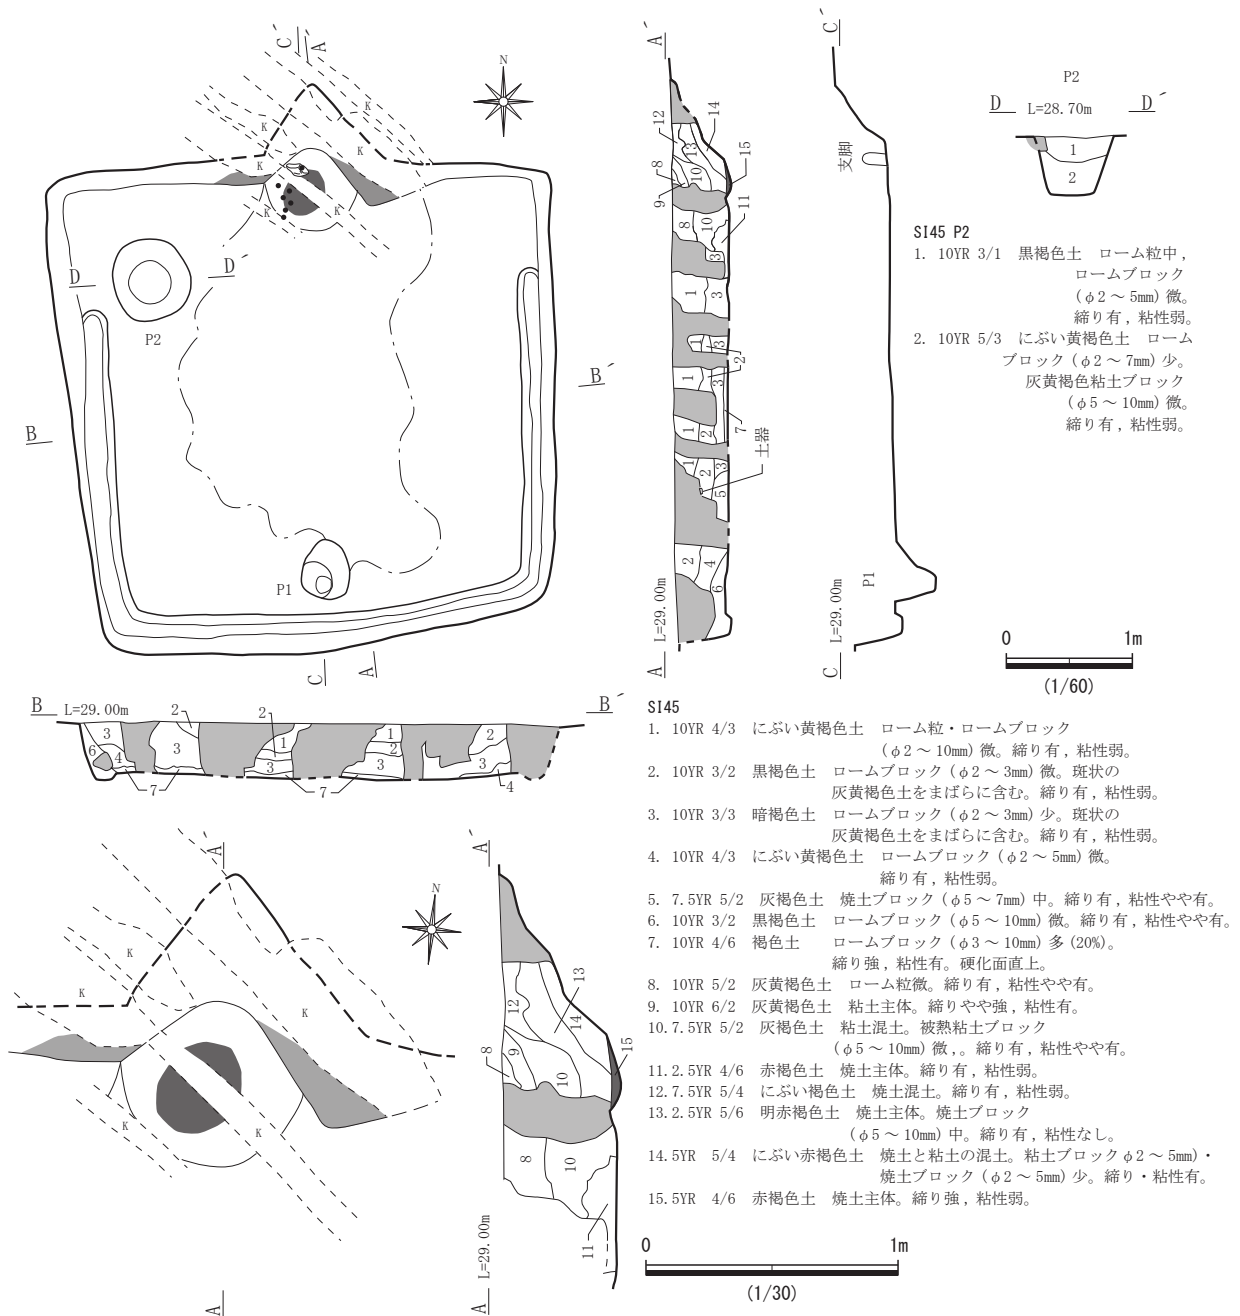 C´
A´
N
K
K
K
K
K
D
D´
P2
B
B´
P1
C
A
A´
12
14
8
13
10
15
9
11
8
10
3
1
3
1
3
2
1
3
7
1
2
土器
1
2
3
5
2
4
6
L=29.00m
A
C´
支脚
P1
L=29.00m
C
P2
D L=28.70m D´
1
2
SI45 P2
1. 10YR 3/1 黒褐色土 ローム粒中,
ロームブロック
(φ2～5mm) 微。
締り有, 粘性弱。
2. 10YR 5/3 にぶい黄褐色土 ローム
ブロック (φ2～7mm) 少。
灰黄褐色粘土ブロック
(φ5～10mm) 微。
締り有, 粘性弱。
0 1m
(1/60)
B L=29.00m B´
2 2
3 1 1 2
6 4 3 3 2 3 3
7 7 4
SI45
1. 10YR 4/3 にぶい黄褐色土 ローム粒・ロームブロック
(φ2～10mm) 微。締り有, 粘性弱。
2. 10YR 3/2 黒褐色土 ロームブロック (φ2～3mm) 微。斑状の
灰黄褐色土をまばらに含む。締り有, 粘性弱。
3. 10YR 3/3 暗褐色土 ロームブロック (φ2～3mm) 少。斑状の
灰黄褐色土をまばらに含む。締り有, 粘性弱。
4. 10YR 4/3 にぶい黄褐色土 ロームブロック (φ2～5mm) 微。
締り有, 粘性弱。
5. 7.5YR 5/2 灰褐色土 焼土ブロック (φ5～7mm) 中。締り有, 粘性やや有。
6. 10YR 3/2 黒褐色土 ロームブロック (φ5～10mm) 微。締り有, 粘性やや有。
7. 10YR 4/6 褐色土 ロームブロック (φ3～10mm) 多 (20%)。
締り強, 粘性有。硬化面直上。
8. 10YR 5/2 灰黄褐色土 ローム粒微。締り有, 粘性やや有。
9. 10YR 6/2 灰黄褐色土 粘土主体。締りやや強, 粘性有。
10. 7.5YR 5/2 灰褐色土 粘土混土。被熱粘土ブロック
(φ5～10mm) 微,。締り有, 粘性やや有。
11. 2.5YR 4/6 赤褐色土 焼土主体。締り有, 粘性弱。
12. 7.5YR 5/4 にぶい褐色土 焼土混土。締り有, 粘性弱。
13. 2.5YR 5/6 明赤褐色土 焼土主体。焼土ブロック
(φ5～10mm) 中。締り有, 粘性なし。
14. 5YR 5/4 にぶい赤褐色土 焼土と粘土の混土。粘土ブロックφ2～5mm)・
焼土ブロック (φ2～5mm) 少。締り・粘性有。
15. 5YR 4/6 赤褐色土 焼土主体。締り強, 粘性弱。
A´
N
K
K
K
K
K
A
A´
13
12
14
15
8
9
10
8
10
11
L=29.00m
A
0 1m
(1/30)